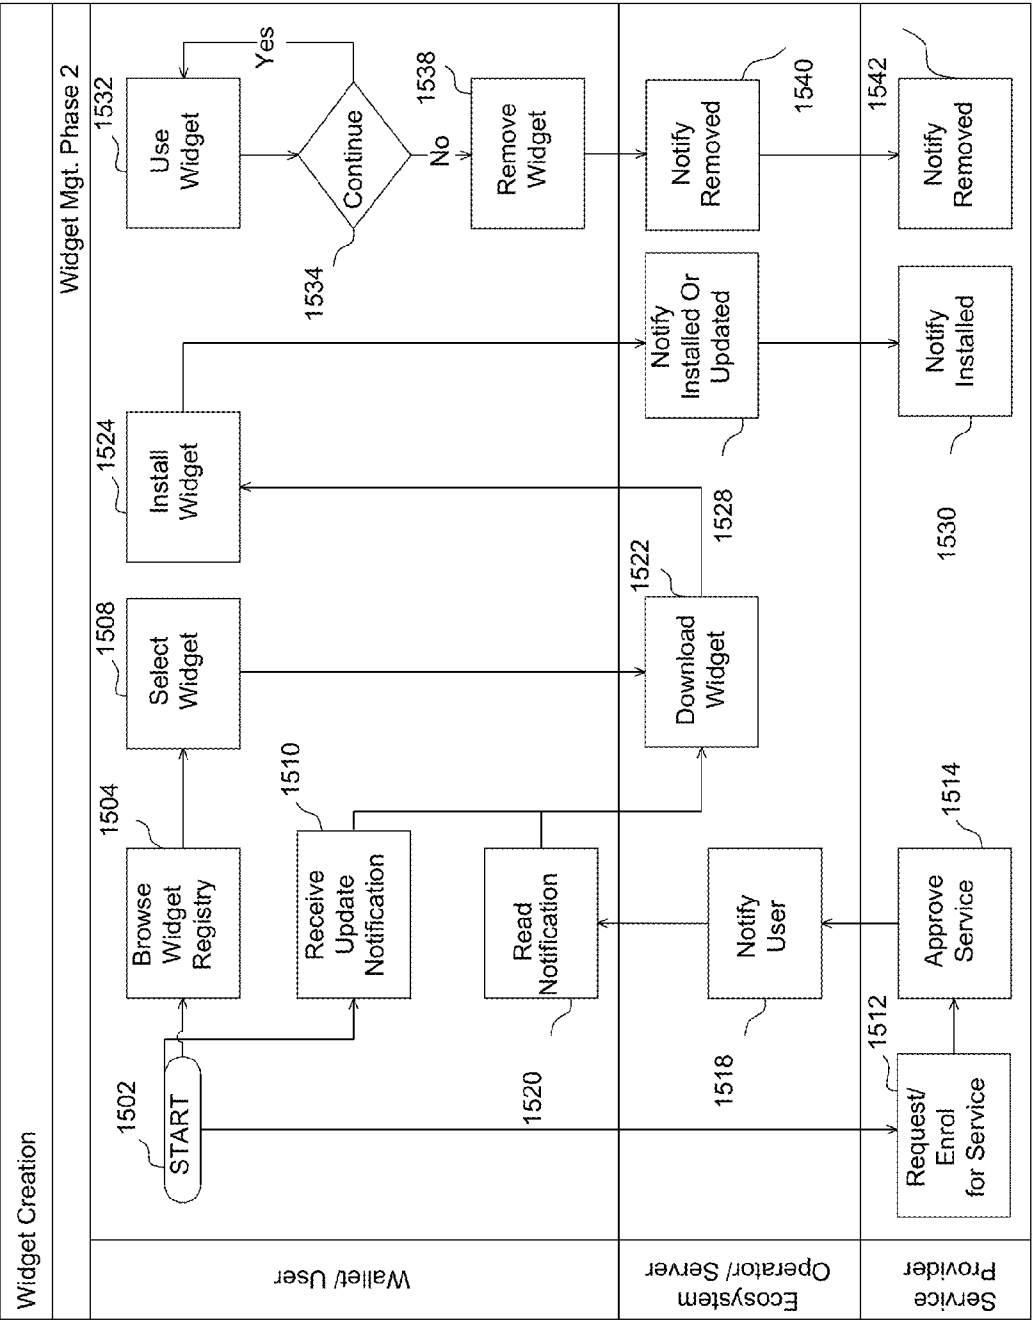 Widget Creation
Widget Mgt. Phase 2
Wallet/ User
1502
START
1504
Browse
Widget
Registry
1508
Select
Widget
1524
Install
Widget
1532
Use
Widget
Yes
1510
Receive
Update
Notification
1534
Continue
No
1538
Remove
Widget
1520
Read
Notification
Ecosystem
Operator/ Server
1518
Notify
User
1522
Download
Widget
1528
Notify
Installed Or
Updated
1540
Notify
Removed
Service
Provider
1512
Request/
Enrol
for Service
1514
Approve
Service
1530
Notify
Installed
1542
Notify
Removed